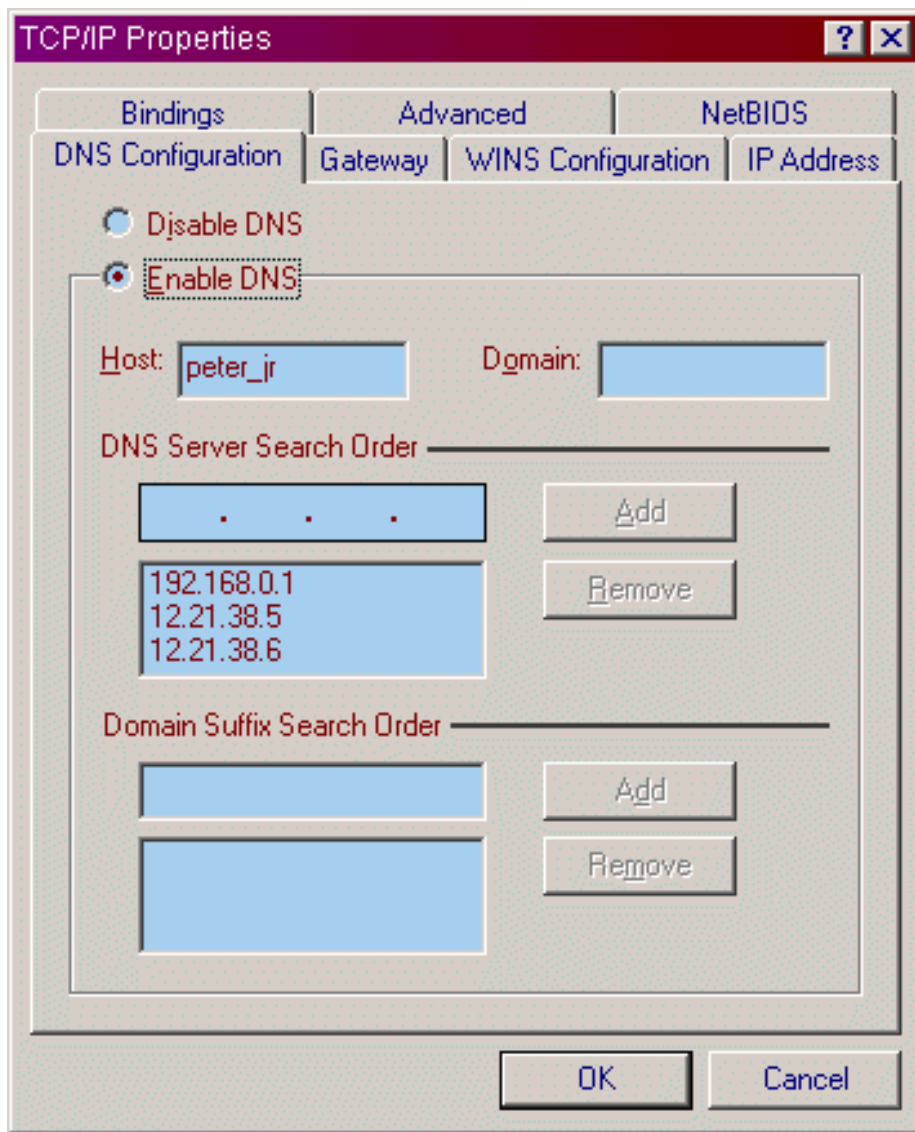 TCP/IP Properties
Bindings Advanced NetBIOS
DNS Configuration Gateway WINS Configuration IP Address
Disable DNS
Enable DNS
Host: peter_jr Domain:
DNS Server Search Order
. . . Add
192.168.0.1 Remove
12.21.38.5
12.21.38.6
Domain Suffix Search Order
Add
Remove
OK Cancel